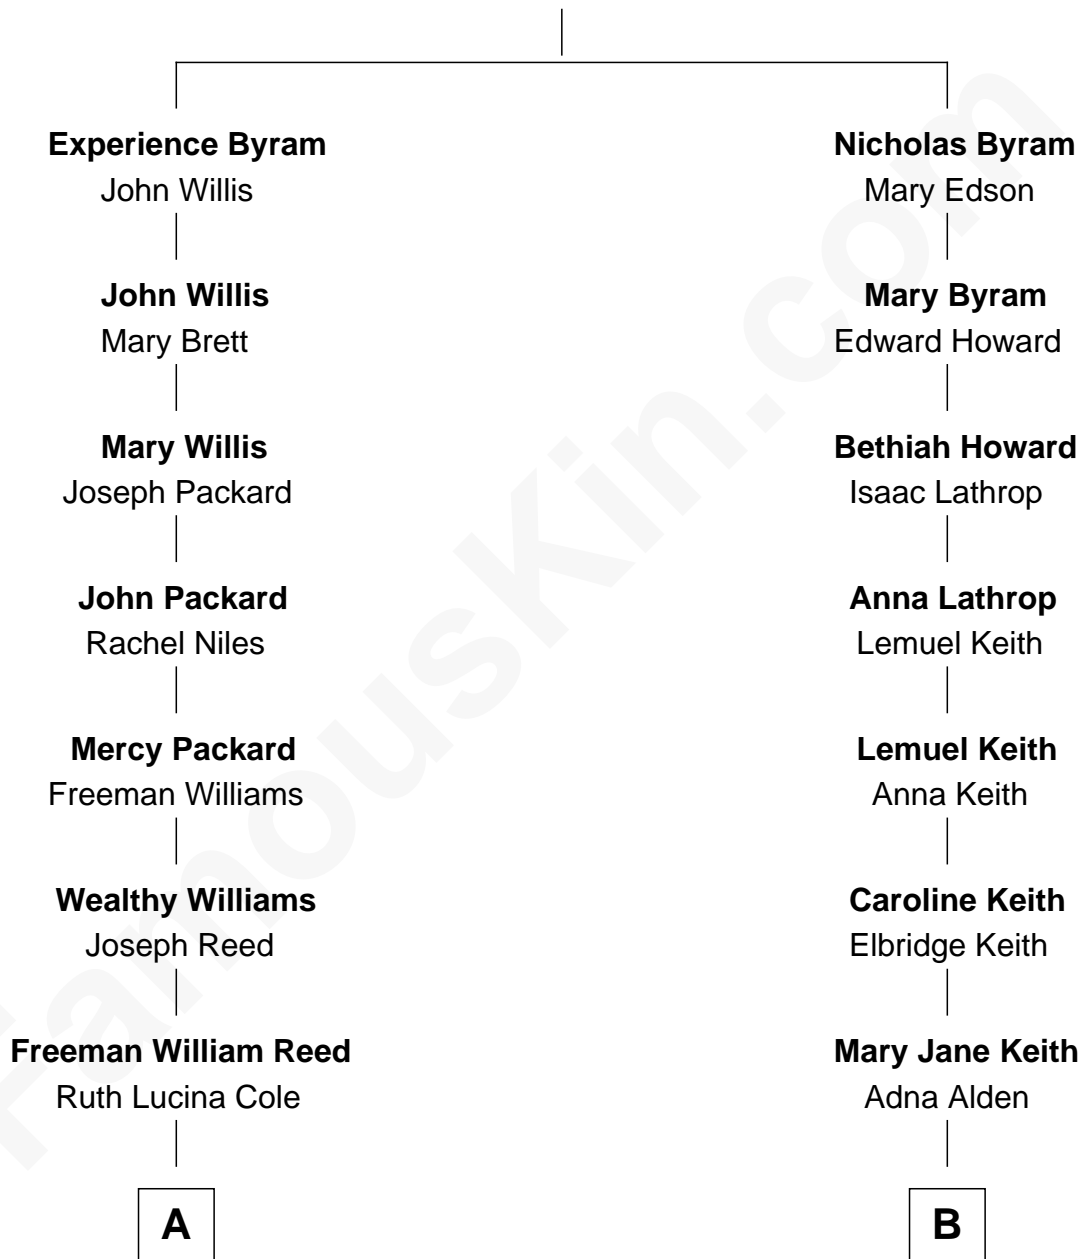 Experience Byram
John Willis
John Willis
Mary Brett
Mary Willis
Joseph Packard
John Packard
Rachel Niles
Mercy Packard
Freeman Williams
Wealthy Williams
Joseph Reed
Freeman William Reed
Ruth Lucina Cole
A
Nicholas Byram
Mary Edson
Mary Byram
Edward Howard
Bethiah Howard
Isaac Lathrop
Anna Lathrop
Lemuel Keith
Lemuel Keith
Anna Keith
Caroline Keith
Elbridge Keith
Mary Jane Keith
Adna Alden
B
FamousKin.com